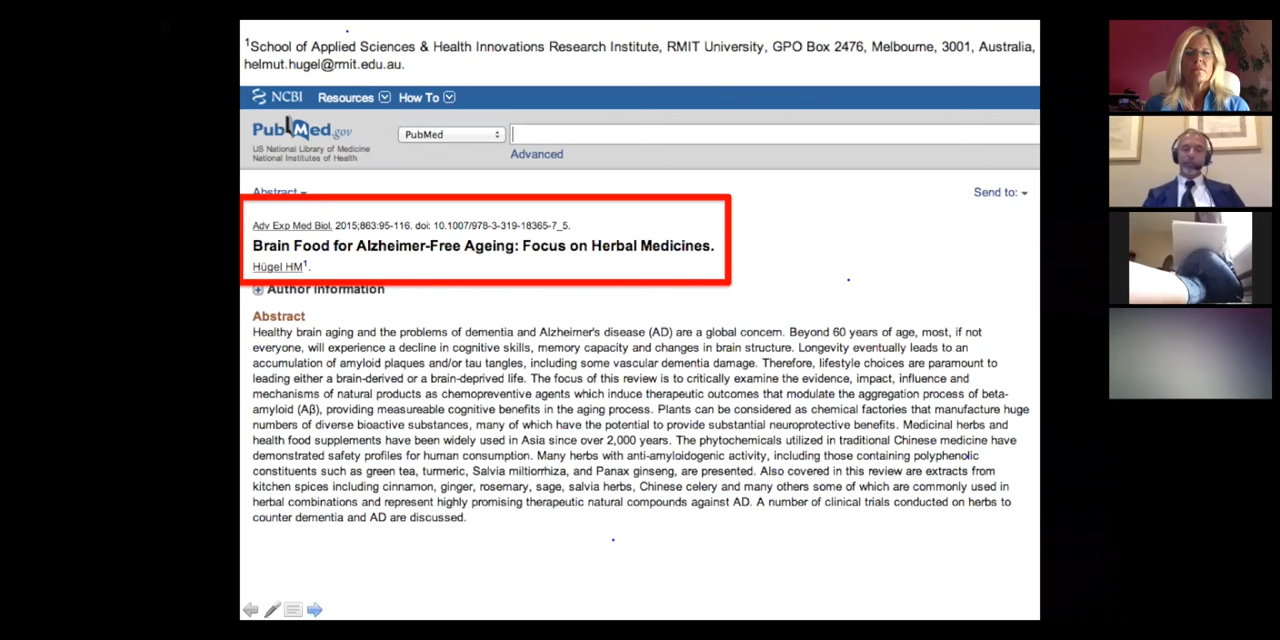 ¹School of Applied Sciences & Health Innovations Research Institute, RMIT University, GPO Box 2476, Melbourne, 3001, Australia,
helmut.hugel@rmit.edu.au.
NCBI Resources How To
PubMed.gov
US National Library of Medicine
National Institutes of Health
PubMed
Advanced
Abstract
Send to:
Adv Exp Med Biol. 2015;863:95-116. doi: 10.1007/978-3-319-18365-7_5.
Brain Food for Alzheimer-Free Ageing: Focus on Herbal Medicines.
Hügel HM¹.
Author information
Abstract
Healthy brain aging and the problems of dementia and Alzheimer's disease (AD) are a global concern. Beyond 60 years of age, most, if not
everyone, will experience a decline in cognitive skills, memory capacity and changes in brain structure. Longevity eventually leads to an
accumulation of amyloid plaques and/or tau tangles, including some vascular dementia damage. Therefore, lifestyle choices are paramount to
leading either a brain-derived or a brain-deprived life. The focus of this review is to critically examine the evidence, impact, influence and
mechanisms of natural products as chemopreventive agents which induce therapeutic outcomes that modulate the aggregation process of beta-
amyloid (Aβ), providing measureable cognitive benefits in the aging process. Plants can be considered as chemical factories that manufacture huge
numbers of diverse bioactive substances, many of which have the potential to provide substantial neuroprotective benefits. Medicinal herbs and
health food supplements have been widely used in Asia since over 2,000 years. The phytochemicals utilized in traditional Chinese medicine have
demonstrated safety profiles for human consumption. Many herbs with anti-amyloidogenic activity, including those containing polyphenolic
constituents such as green tea, turmeric, Salvia miltiorrhiza, and Panax ginseng, are presented. Also covered in this review are extracts from
kitchen spices including cinnamon, ginger, rosemary, sage, salvia herbs, Chinese celery and many others some of which are commonly used in
herbal combinations and represent highly promising therapeutic natural compounds against AD. A number of clinical trials conducted on herbs to
counter dementia and AD are discussed.